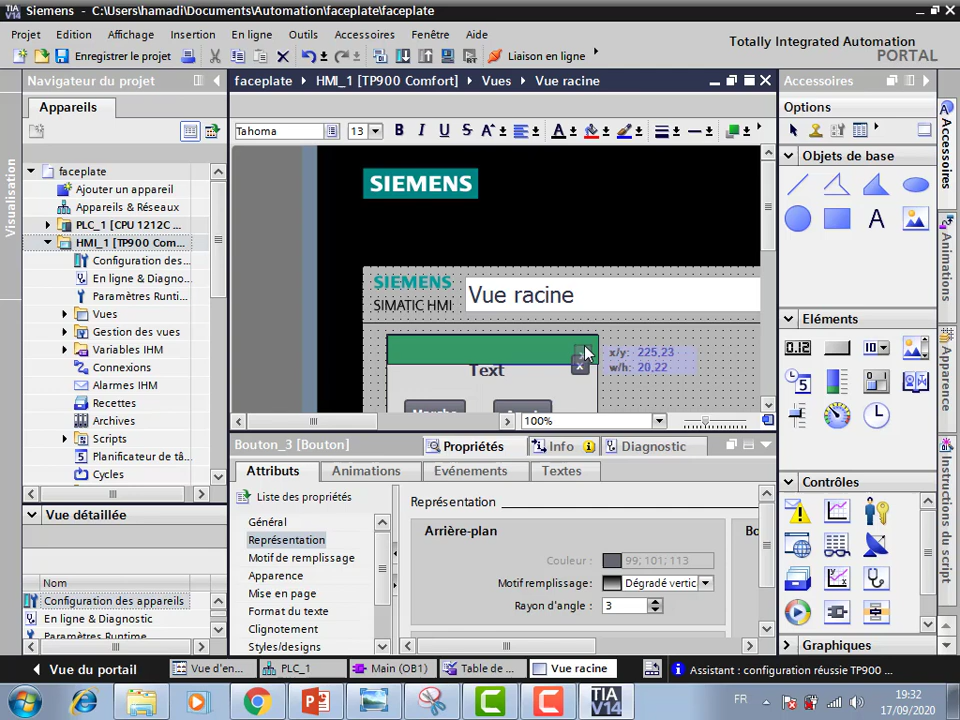 Siemens - C:\Users\hamadi\Documents\Automation\faceplate\faceplate
TIA
V14
Projet Edition Affichage Insertion En ligne Outils Accessoires Fenêtre Aide
Enregistrer le projet
Liaison en ligne
Totally Integrated Automation
PORTAL
Navigateur du projet
faceplate HMI_1 [TP900 Comfort] Vues Vue racine
Accessoires
Appareils
Options
Visualisation
Tahoma 13 B I U S A
Objets de base
faceplate
Ajouter un appareil
Appareils & Réseaux
PLC_1 [CPU 1212C ...
HMI_1 [TP900 Com...
Configuration des...
En ligne & Diagno...
Paramètres Runti...
Vues
Gestion des vues
Variables IHM
Connexions
Alarmes IHM
Recettes
Archives
Scripts
Planificateur de tâ...
Cycles
SIEMENS
SIEMENS
SIMATIC HMI
Vue racine
x/y: 225,23
w/h: 20,22
Text
x
100%
Eléments
0.12
10
5
Contrôles
Graphiques
Accessoires
Animations
Apparence
Instructions du script
Vue détaillée
Nom
Configuration des appareils
En ligne & Diagnostic
Paramètres Runtime
Bouton_3 [Bouton]
Propriétés Info Diagnostic
Attributs Animations Evénements Textes
Liste des propriétés
Général
Représentation
Motif de remplissage
Apparence
Mise en page
Format du texte
Clignotement
Styles/designs
Représentation
Arrière-plan
Bo
Couleur : 99; 101; 113
Motif remplissage: Dégradé vertic
Rayon d'angle : 3
Vue du portail
Vue d'en...
PLC_1
Main (OB1)
Table de ...
Vue racine
Assistant : configuration réussie TP900 ...
FR
19:32
17/09/2020